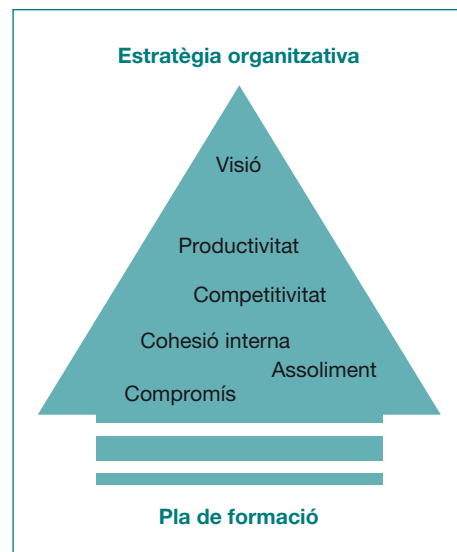 Estratègia organitzativa
Visió
Productivitat
Competitivitat
Cohesió interna
Assoliment
Compromís
Pla de formació